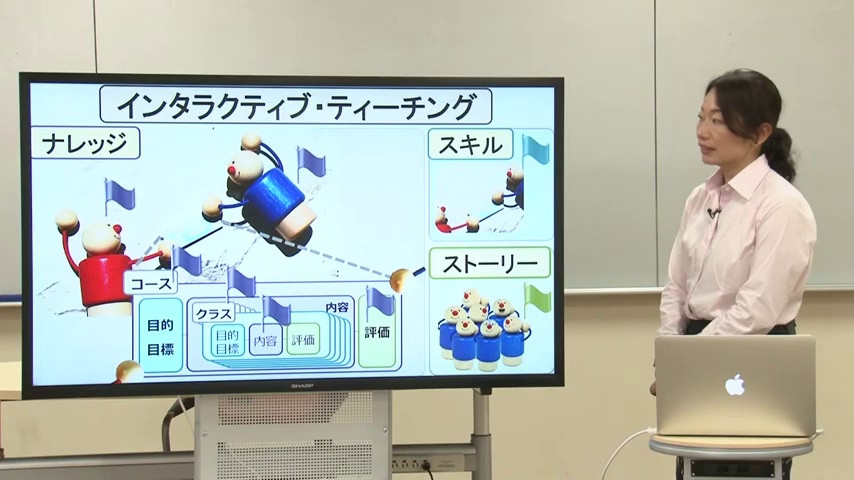 インタラクティブ・ティーチング
ナレッジ
スキル
ストーリー
コース
目的
目標
クラス
内容
目的
目標
内容
評価
評価
SHARP